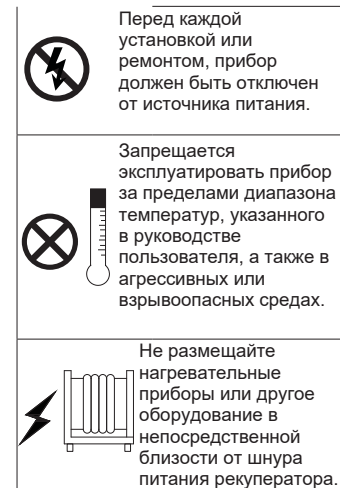 Перед каждой
установкой или
ремонтом, прибор
должен быть отключен
от источника питания.
Запрещается
эксплуатировать прибор
за пределами диапазона
температур, указанного
в руководстве
пользователя, а также в
агрессивных или
взрывоопасных средах.
Не размещайте
нагревательные
приборы или другое
оборудование в
непосредственной
близости от шнура
питания рекуператора.